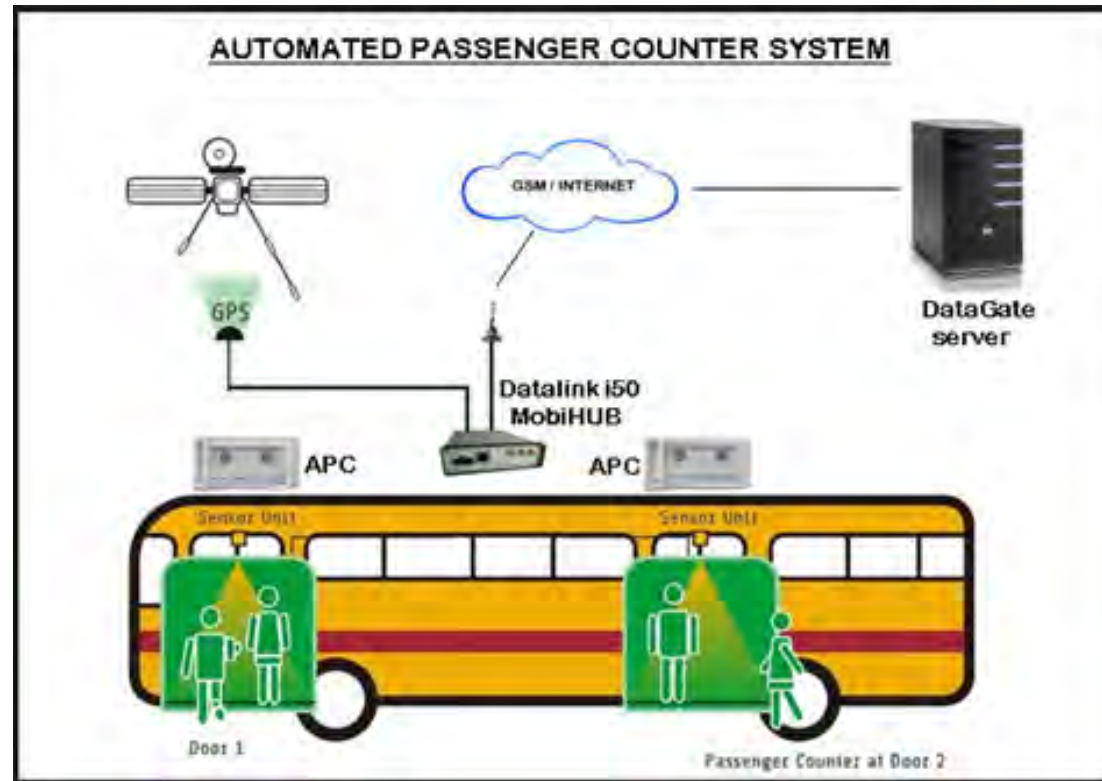 AUTOMATED PASSENGER COUNTER SYSTEM
GSM / INTERNET
GPS
DataGate
server
Datalink i50
MobiHUB
APC
APC
Sensor Unit
Sensor Unit
Door 1
Passenger Counter at Door 2